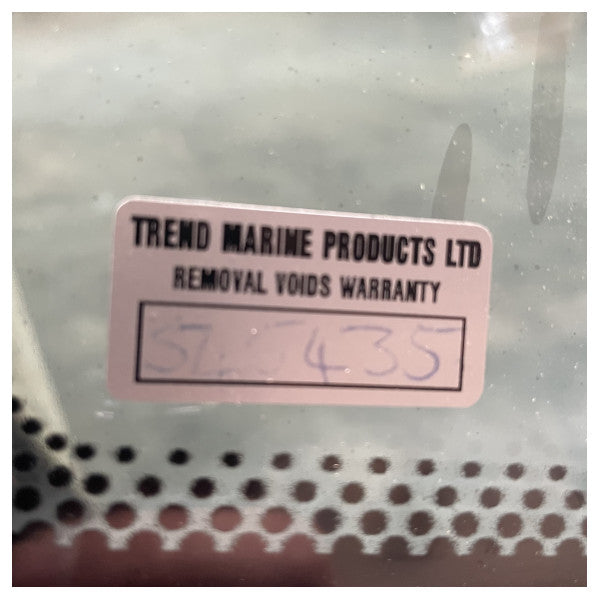 TREND MARINE PRODUCTS LTD
REMOVAL VOIDS WARRANTY